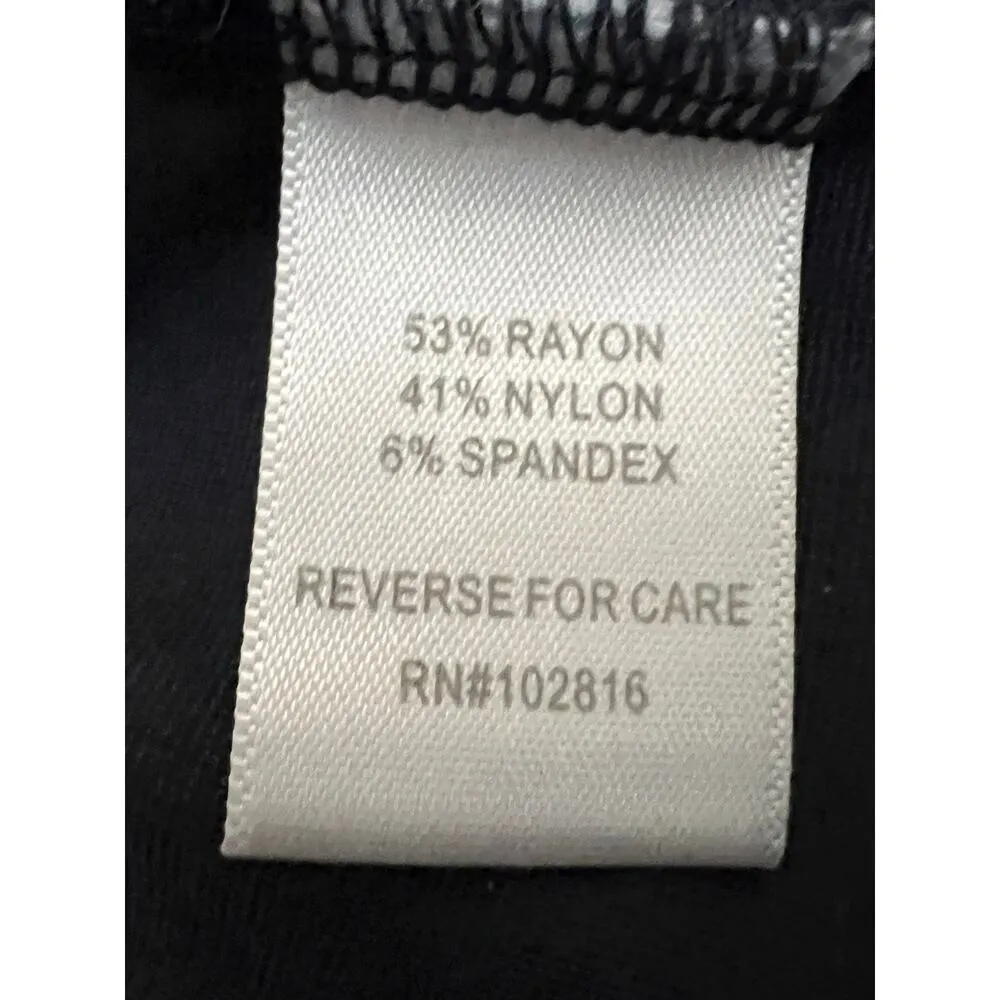 53% RAYON
41% NYLON
6% SPANDEX
REVERSE FOR CARE
RN#102816